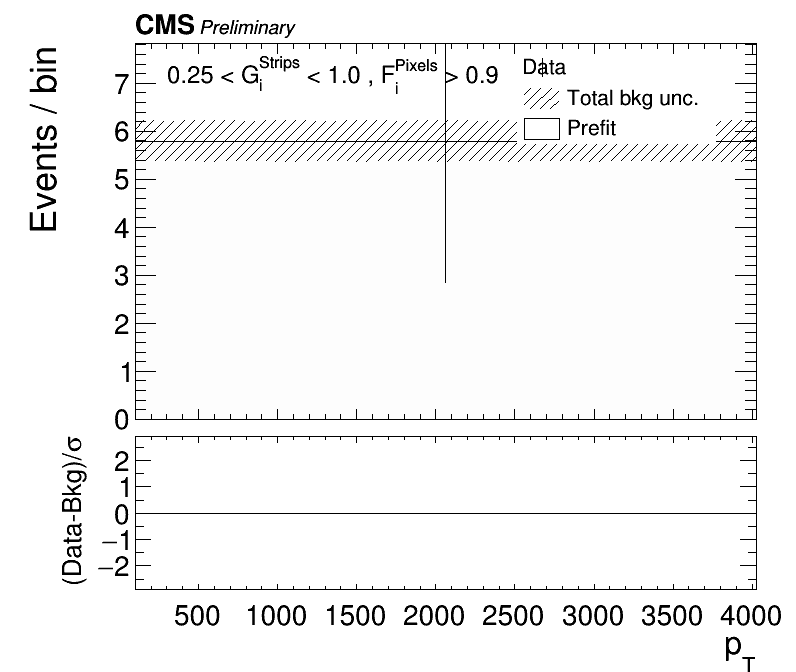 CMS Preliminary
0.25 < G_i^Strips < 1.0 , F_i^Pixels > 0.9
Data
Total bkg unc.
Prefit
Events / bin
7
6
5
4
3
2
1
0
(Data-Bkg)/σ
2
1
0
−1
−2
500 1000 1500 2000 2500 3000 3500 4000
p_T